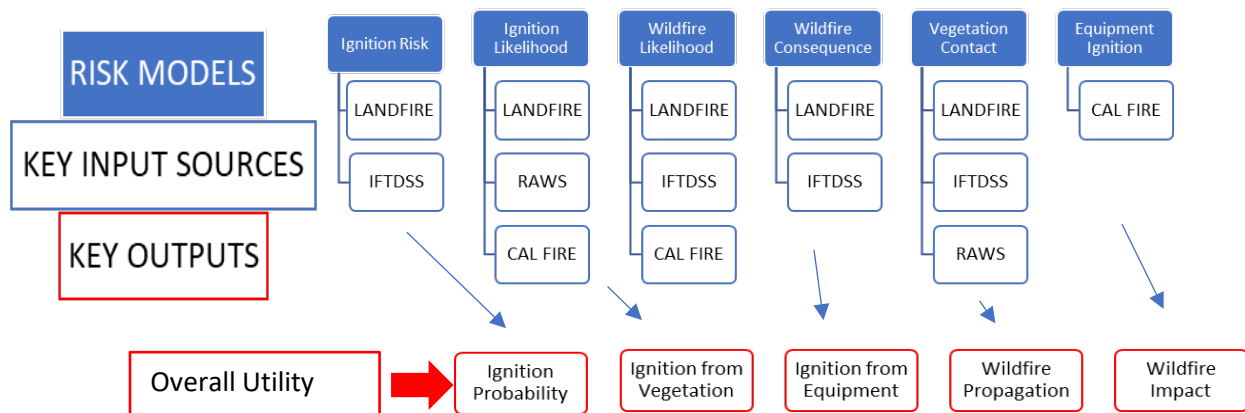 RISK MODELS
KEY INPUT SOURCES
KEY OUTPUTS
Ignition Risk
LANDFIRE
IFTDSS
Ignition
Likelihood
LANDFIRE
RAWS
CAL FIRE
Wildfire
Likelihood
LANDFIRE
IFTDSS
CAL FIRE
Wildfire
Consequence
LANDFIRE
IFTDSS
Vegetation
Contact
LANDFIRE
IFTDSS
RAWS
Equipment
Ignition
CAL FIRE
Overall Utility
Ignition
Probability
Ignition from
Vegetation
Ignition from
Equipment
Wildfire
Propagation
Wildfire
Impact